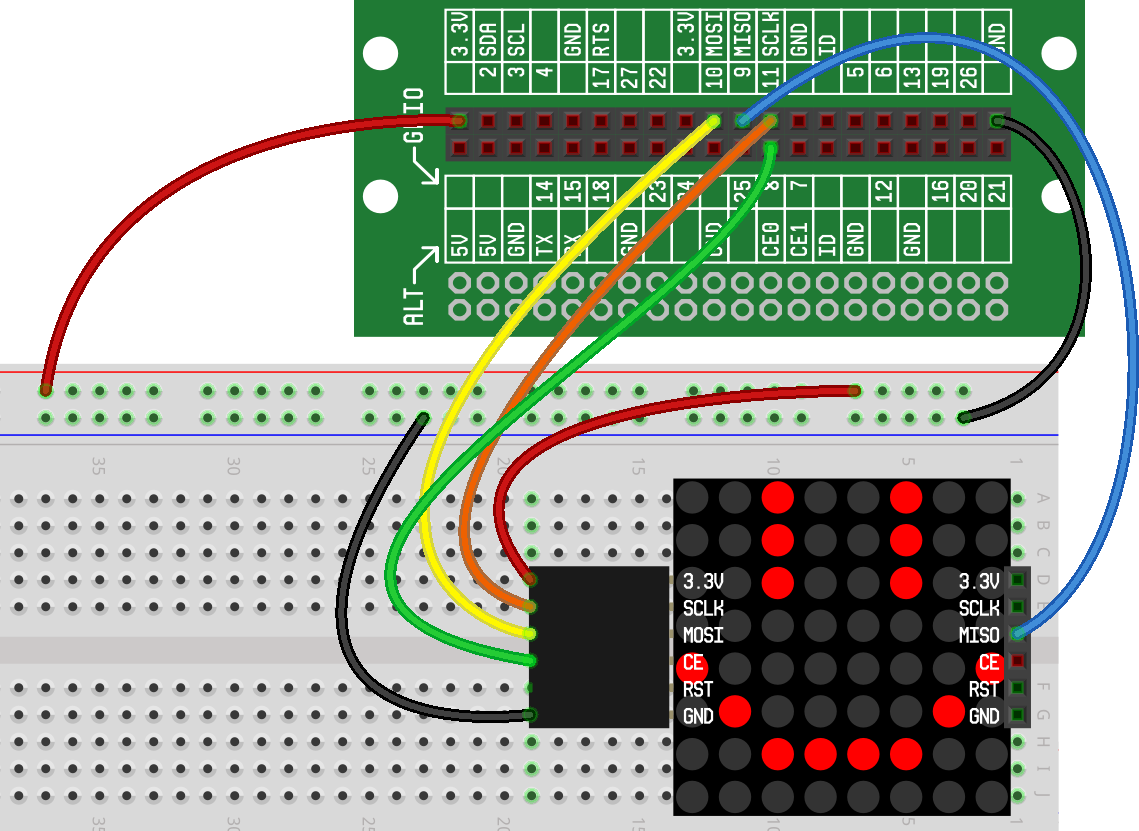 3.3V SDA SCL GND RTS 3.3V MOSI MISO SCLK GND ID GND
2 3 4 17 27 22 10 9 11 5 6 13 19 26
GPIO
14 15 18 23 24 25 8 7 12 16 20 21
5V 5V GND TX RX GND GND CE0 CE1 ID GND GND
ALT
35 30 25 20 15 10 5 1
A
B
C
3.3V 3.3V D
SCLK SCLK E
MOSI MISO
CE CE
RST RST F
GND GND G
H
I
J
35 30 25 20 15 10 5 1